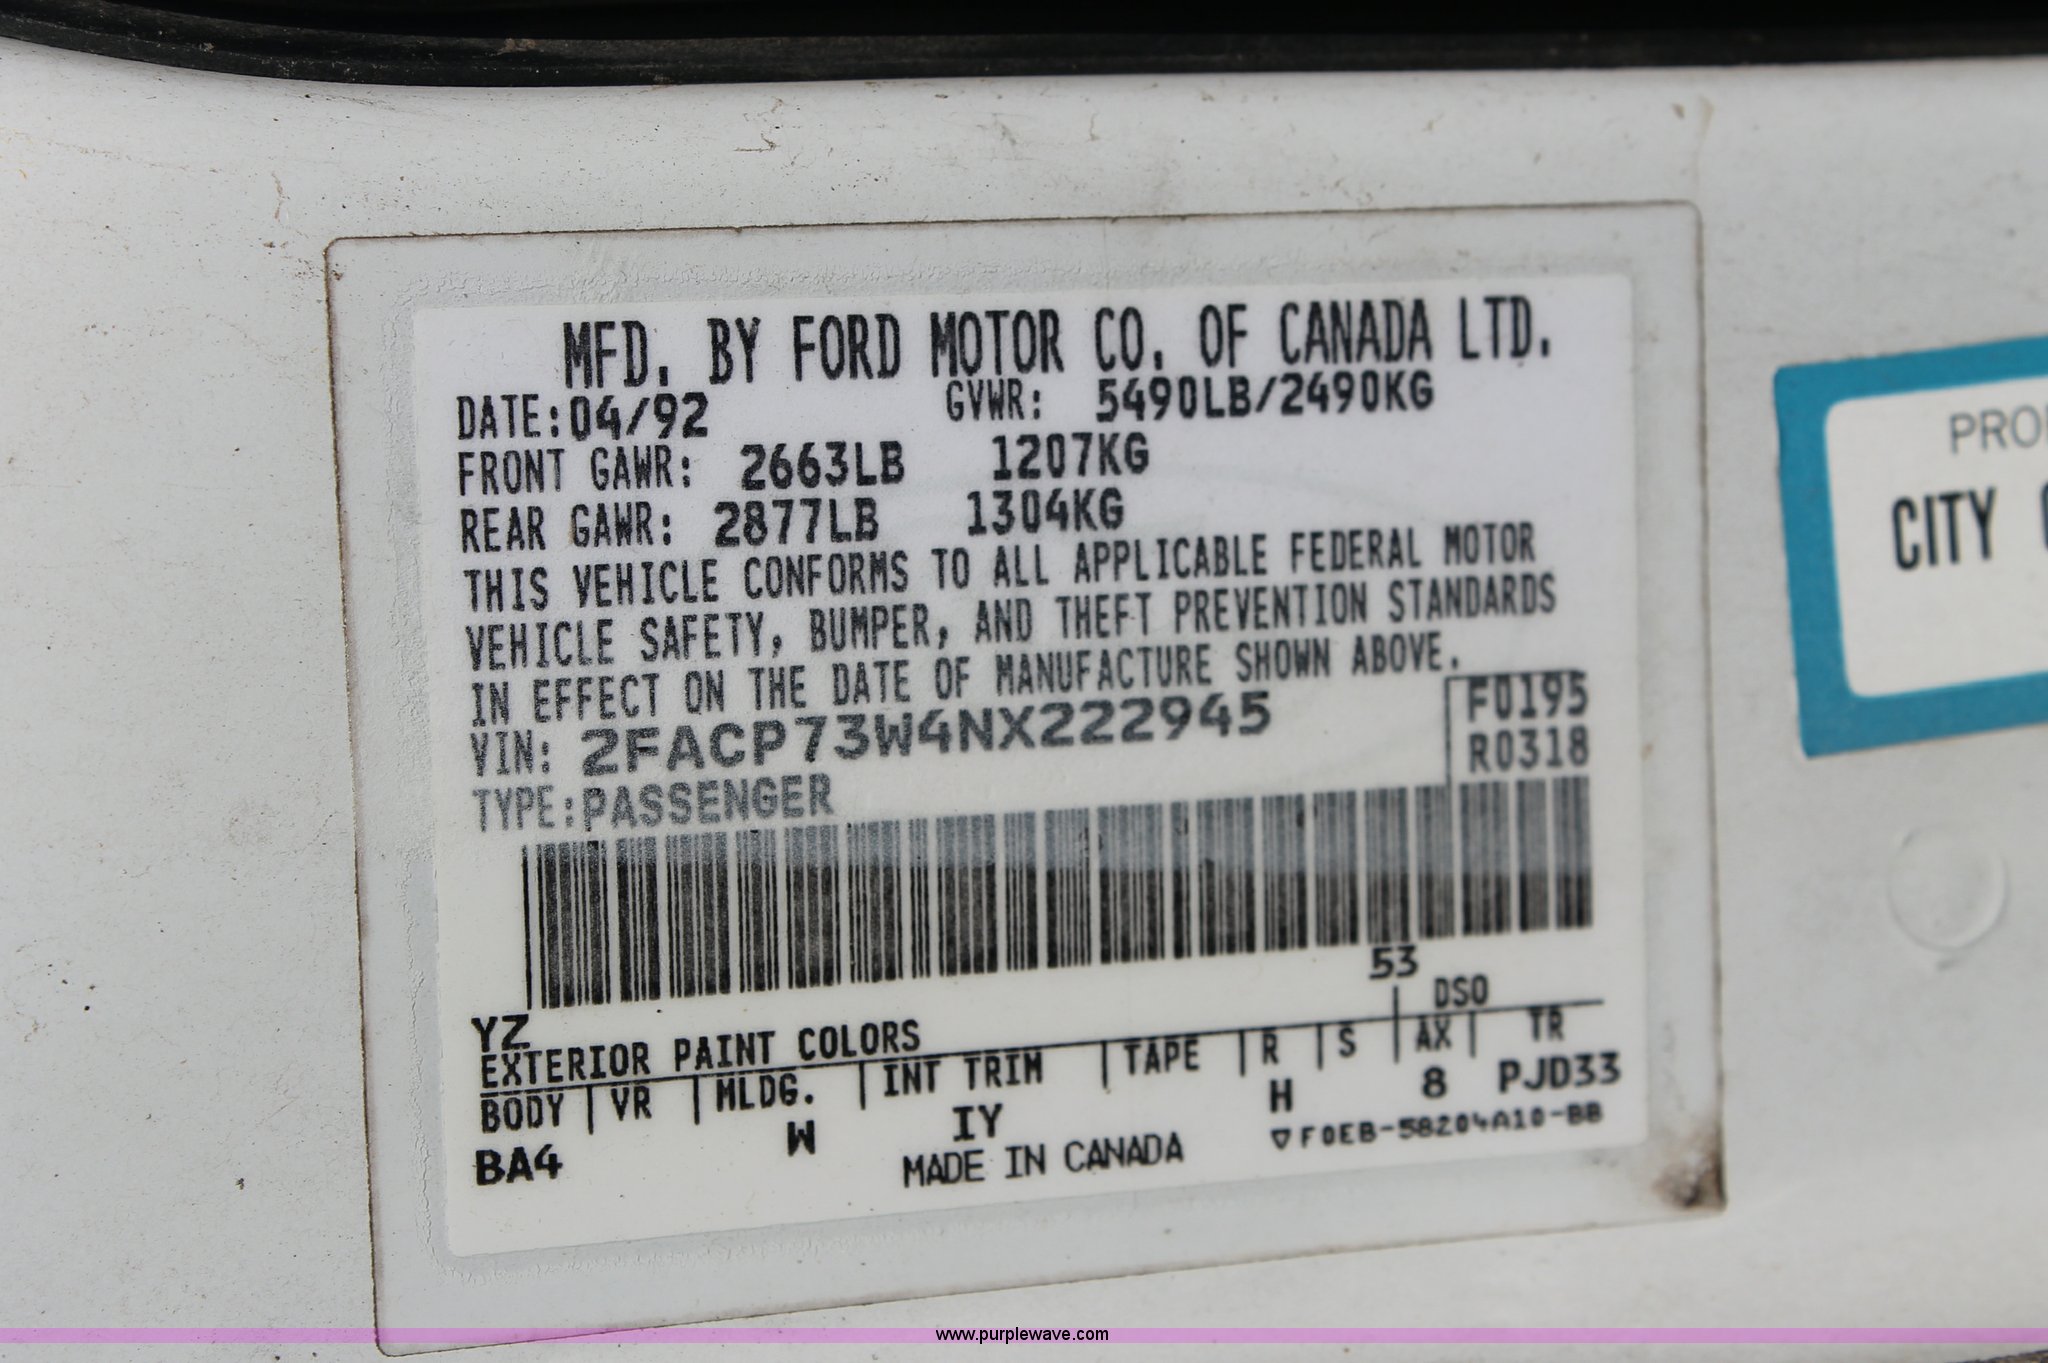 MFD. BY FORD MOTOR CO. OF CANADA LTD.
DATE:04/92 GVWR: 5490LB/2490KG
FRONT GAWR: 2663LB 1207KG
REAR GAWR: 2877LB 1304KG
THIS VEHICLE CONFORMS TO ALL APPLICABLE FEDERAL MOTOR
VEHICLE SAFETY, BUMPER, AND THEFT PREVENTION STANDARDS
IN EFFECT ON THE DATE OF MANUFACTURE SHOWN ABOVE.
VIN: 2FACP73W4NX222945
F0195
R0318
TYPE:PASSENGER
53
DSO
YZ
EXTERIOR PAINT COLORS
BODY VR MLDG. INT TRIM TAPE R S AX TR
BA4 W IY H 8 PJD33
MADE IN CANADA ▽F0EB-58204A10-BB
CITY
www.purplewave.com